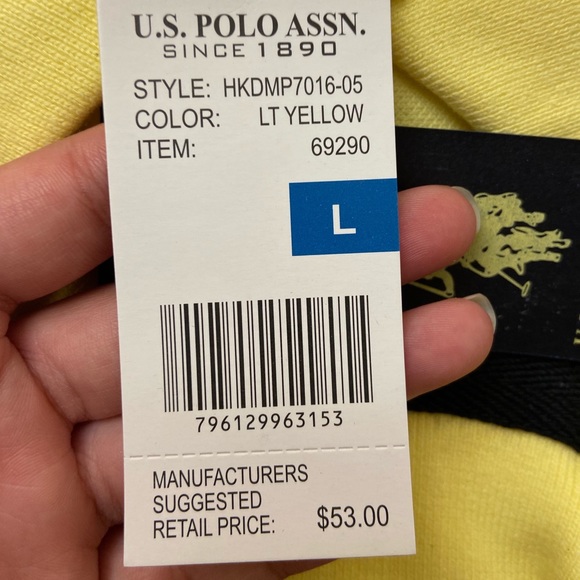 U.S. POLO ASSN.
SINCE 1890
STYLE: HKDMP7016-05
COLOR: LT YELLOW
ITEM: 69290
L
796129963153
MANUFACTURERS
SUGGESTED
RETAIL PRICE: $53.00